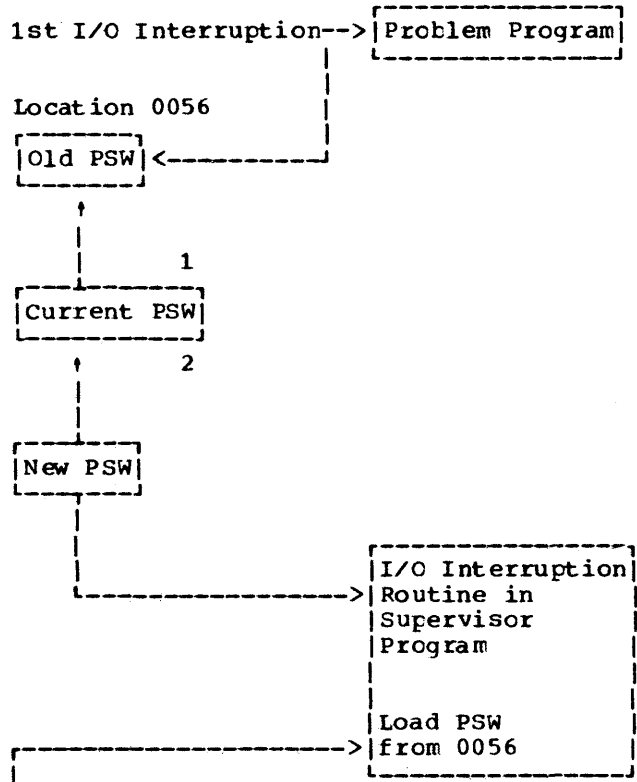 1st I/O Interruption--> Problem Program
Location 0056
Old PSW
1
Current PSW
2
New PSW
I/O Interruption
Routine in
Supervisor
Program
Load PSW
from 0056